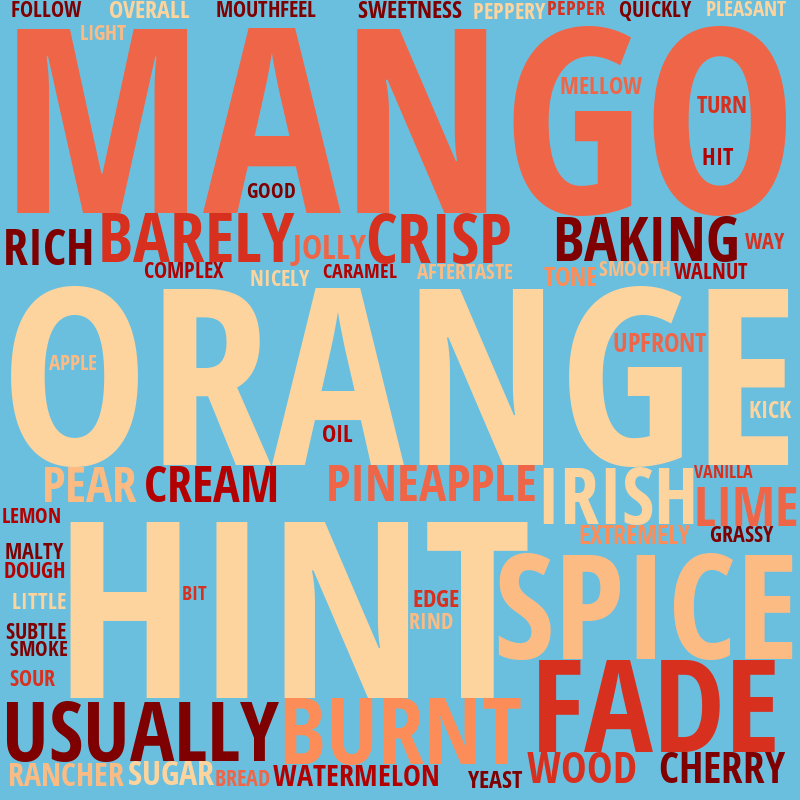 FOLLOW OVERALL MOUTHFEEL SWEETNESS PEPPERY PEPPER QUICKLY PLEASANT
LIGHT
MANGO
MELLOW
TURN
HIT
GOOD
RICH BARELY JOLLY CRISP BAKING WAY
COMPLEX NICELY CARAMEL AFTERTASTE TONE SMOOTH WALNUT
ORANGE
UPFRONT
APPLE
KICK
OIL
PEAR CREAM PINEAPPLE IRISH VANILLA
LIME
LEMON
EXTREMELY GRASSY
HINT
MALTY
DOUGH
SPICE
BIT
EDGE
LITTLE
RIND
SUBTLE
SMOKE
SOUR
FADE
USUALLY BURNT
RANCHER SUGAR BREAD WATERMELON YEAST WOOD CHERRY